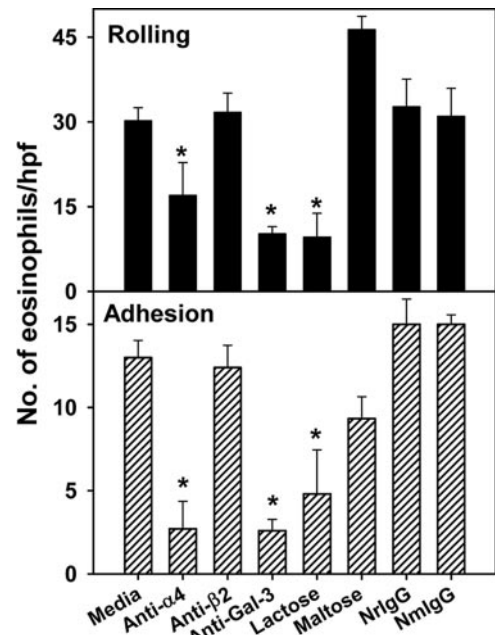 Rolling
45
30
15
0
*
*
*
No. of eosinophils/hpf
Adhesion
15
10
5
0
*
*
*
Media
Anti-α4
Anti-β2
Anti-Gal-3
Lactose
Maltose
NrIgG
NmIgG